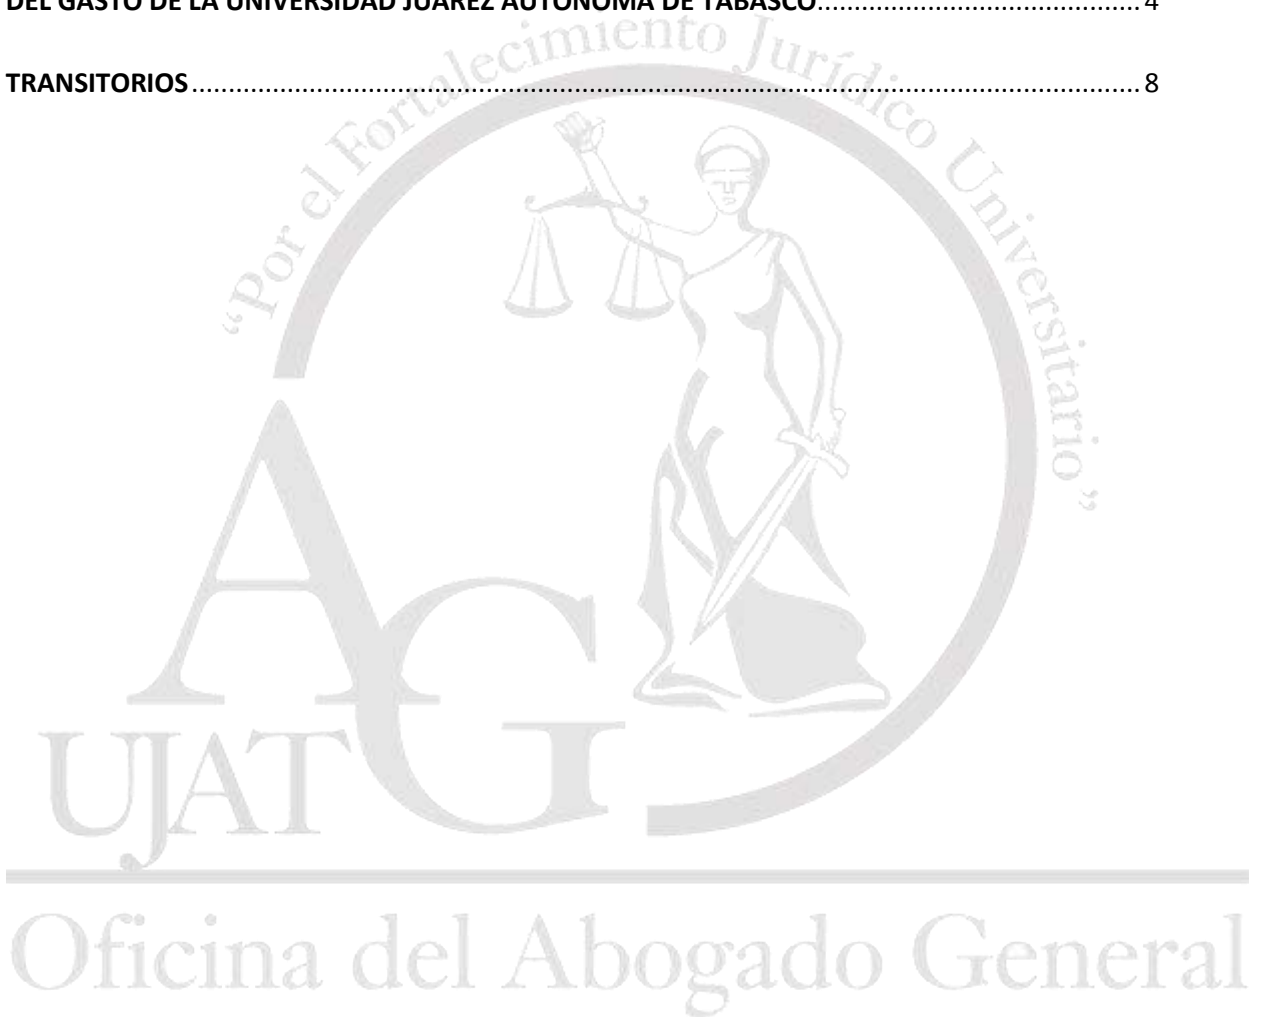 DEL GASTO DE LA UNIVERSIDAD JUÁREZ AUTÓNOMA DE TABASCO........................................... 4
TRANSITORIOS................................................................................................................................ 8
“Por el Fortalecimiento Jurídico Universitario”
AG
UJAT
Oficina del Abogado General